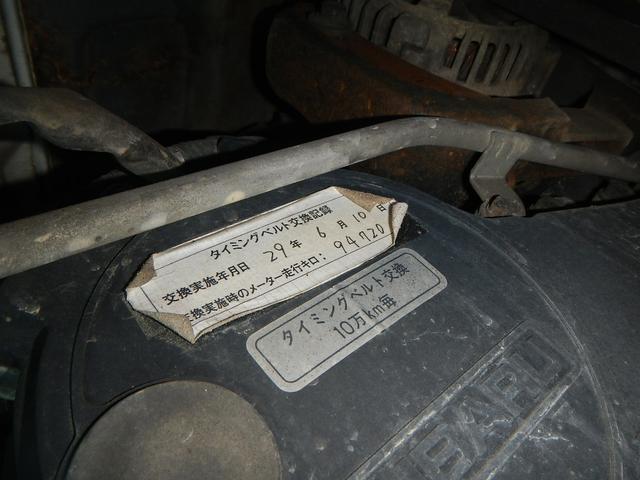 タイミングベルト交換記録
交換実施年月日 29年 6月 10日
交換実施時のメーター走行キロ: 94720
タイミングベルト交換
10万km毎